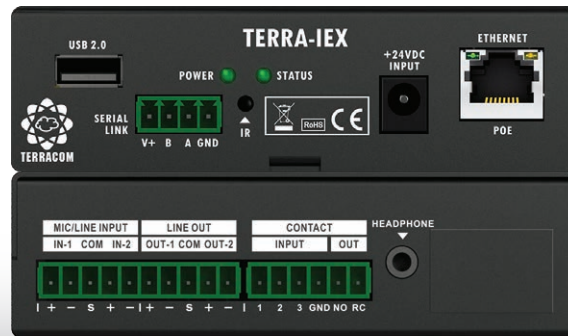 USB 2.0
TERRA-IEX
+24VDC INPUT
ETHERNET
POWER
STATUS
SERIAL LINK
V+ B A GND
IR
RoHS
CE
POE
TERRACOM
MIC/LINE INPUT LINE OUT CONTACT
IN-1 COM IN-2 OUT-1 COM OUT-2 INPUT OUT
HEADPHONE
I + − S + − I + − S + − I 1 2 3 GND NO RC